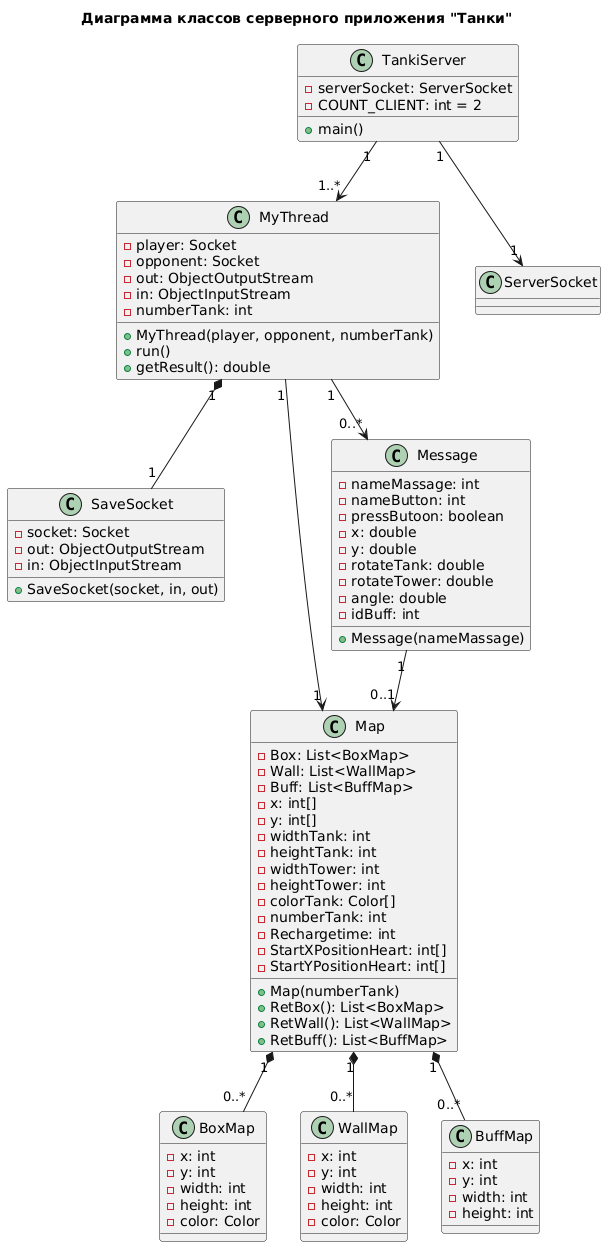 Диаграмма классов серверного приложения "Танки"
C TankiServer
serverSocket: ServerSocket
COUNT_CLIENT: int = 2
main()
1
1
1..*
1
C MyThread
player: Socket
opponent: Socket
out: ObjectOutputStream
in: ObjectInputStream
numberTank: int
MyThread(player, opponent, numberTank)
run()
getResult(): double
C ServerSocket
1
1
1
1
0..*
C SaveSocket
socket: Socket
out: ObjectOutputStream
in: ObjectInputStream
SaveSocket(socket, in, out)
C Message
nameMassage: int
nameButton: int
pressButoon: boolean
x: double
y: double
rotateTank: double
rotateTower: double
angle: double
idBuff: int
Message(nameMassage)
1
1
0..1
C Map
Box: List<BoxMap>
Wall: List<WallMap>
Buff: List<BuffMap>
x: int[]
y: int[]
widthTank: int
heightTank: int
widthTower: int
heightTower: int
colorTank: Color[]
numberTank: int
Rechargetime: int
StartXPositionHeart: int[]
StartYPositionHeart: int[]
Map(numberTank)
RetBox(): List<BoxMap>
RetWall(): List<WallMap>
RetBuff(): List<BuffMap>
1
1
1
0..*
0..*
0..*
C BoxMap
x: int
y: int
width: int
height: int
color: Color
C WallMap
x: int
y: int
width: int
height: int
color: Color
C BuffMap
x: int
y: int
width: int
height: int